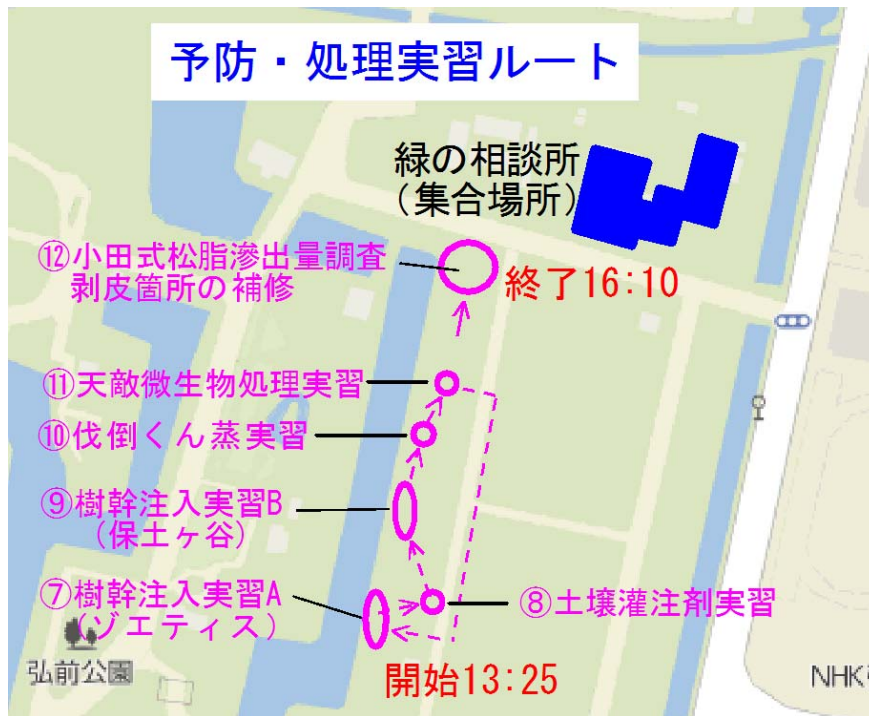 予防・処理実習ルート
緑の相談所
(集合場所)
⑫小田式松脂滲出量調査
剥皮箇所の補修
終了16:10
⑪天敵微生物処理実習
⑩伐倒くん蒸実習
⑨樹幹注入実習B
(保土ヶ谷)
⑦樹幹注入実習A
(ゾエティス)
⑧土壌灌注剤実習
弘前公園
開始13:25
NHK